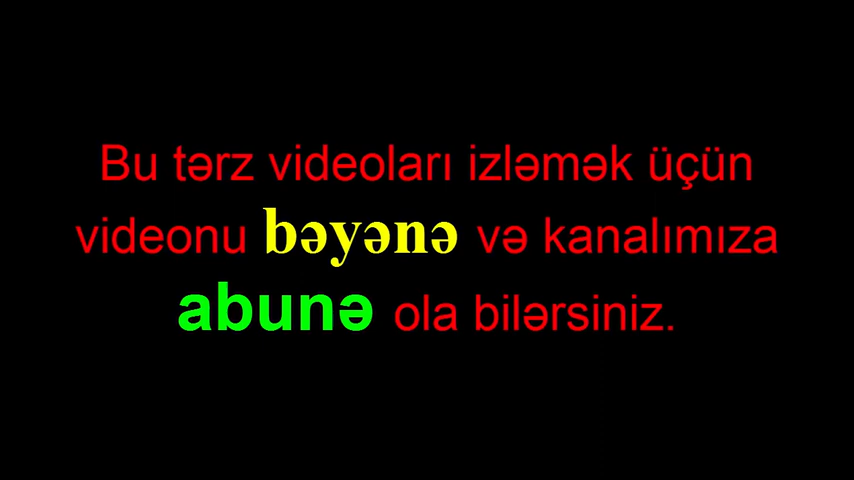 Bu tərz videoları izləmək üçün
videonu bəyənə və kanalımıza
abunə ola bilərsiniz.